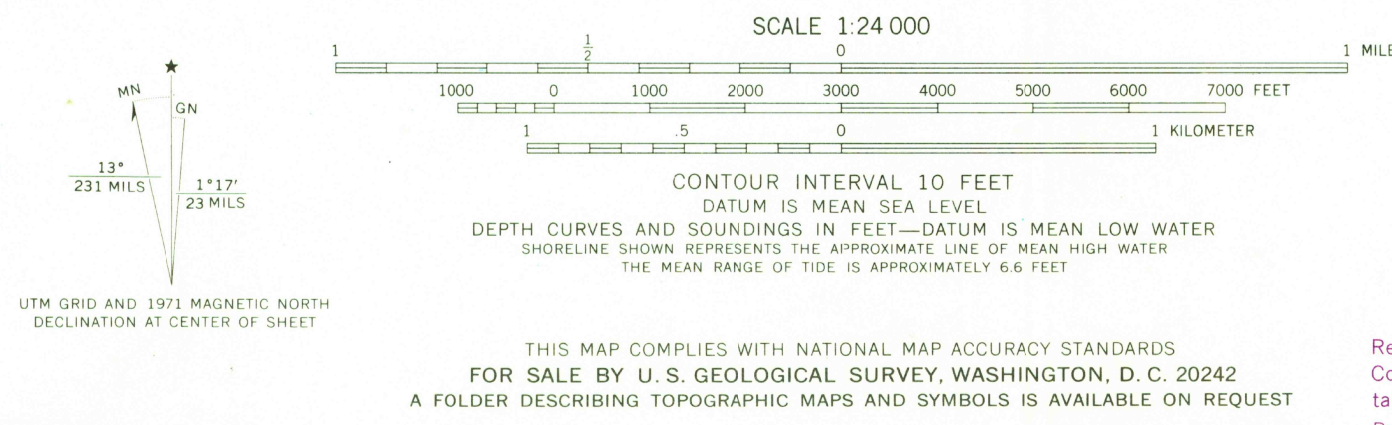 SCALE 1:24 000
1 ½ 0 1 MILE
1000 0 1000 2000 3000 4000 5000 6000 7000 FEET
1 .5 0 1 KILOMETER
MN
GN
13°
231 MILS
1°17′
23 MILS
UTM GRID AND 1971 MAGNETIC NORTH
DECLINATION AT CENTER OF SHEET
CONTOUR INTERVAL 10 FEET
DATUM IS MEAN SEA LEVEL
DEPTH CURVES AND SOUNDINGS IN FEET—DATUM IS MEAN LOW WATER
SHORELINE SHOWN REPRESENTS THE APPROXIMATE LINE OF MEAN HIGH WATER
THE MEAN RANGE OF TIDE IS APPROXIMATELY 6.6 FEET
THIS MAP COMPLIES WITH NATIONAL MAP ACCURACY STANDARDS
FOR SALE BY U. S. GEOLOGICAL SURVEY, WASHINGTON, D. C. 20242
A FOLDER DESCRIBING TOPOGRAPHIC MAPS AND SYMBOLS IS AVAILABLE ON REQUEST
Re
Co
ta